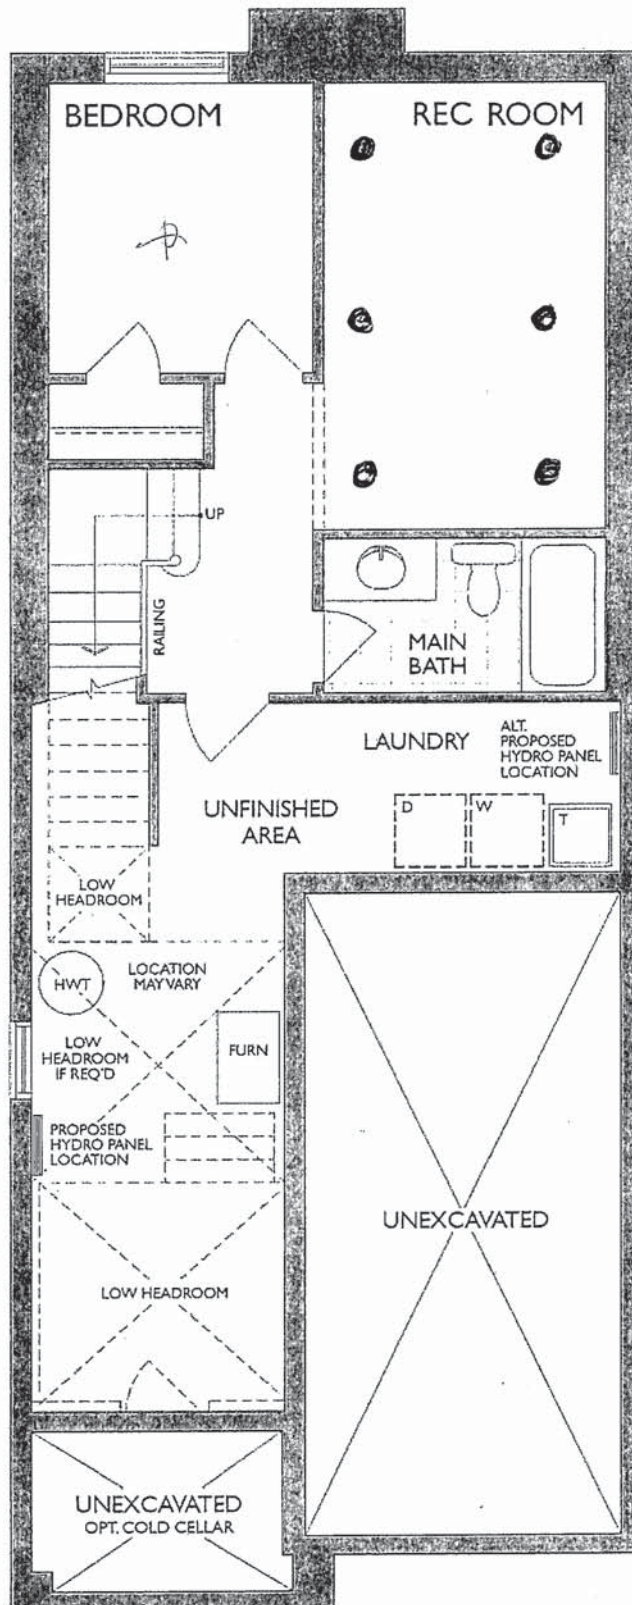 BEDROOM
REC ROOM
UP
RAILING
MAIN
BATH
LAUNDRY
ALT.
PROPOSED
HYDRO PANEL
LOCATION
UNFINISHED
AREA
D
W
T
LOW
HEADROOM
HWT
LOCATION
MAY VARY
LOW
HEADROOM
IF REQ'D
FURN
PROPOSED
HYDRO PANEL
LOCATION
UNEXCAVATED
LOW HEADROOM
UNEXCAVATED
OPT. COLD CELLAR